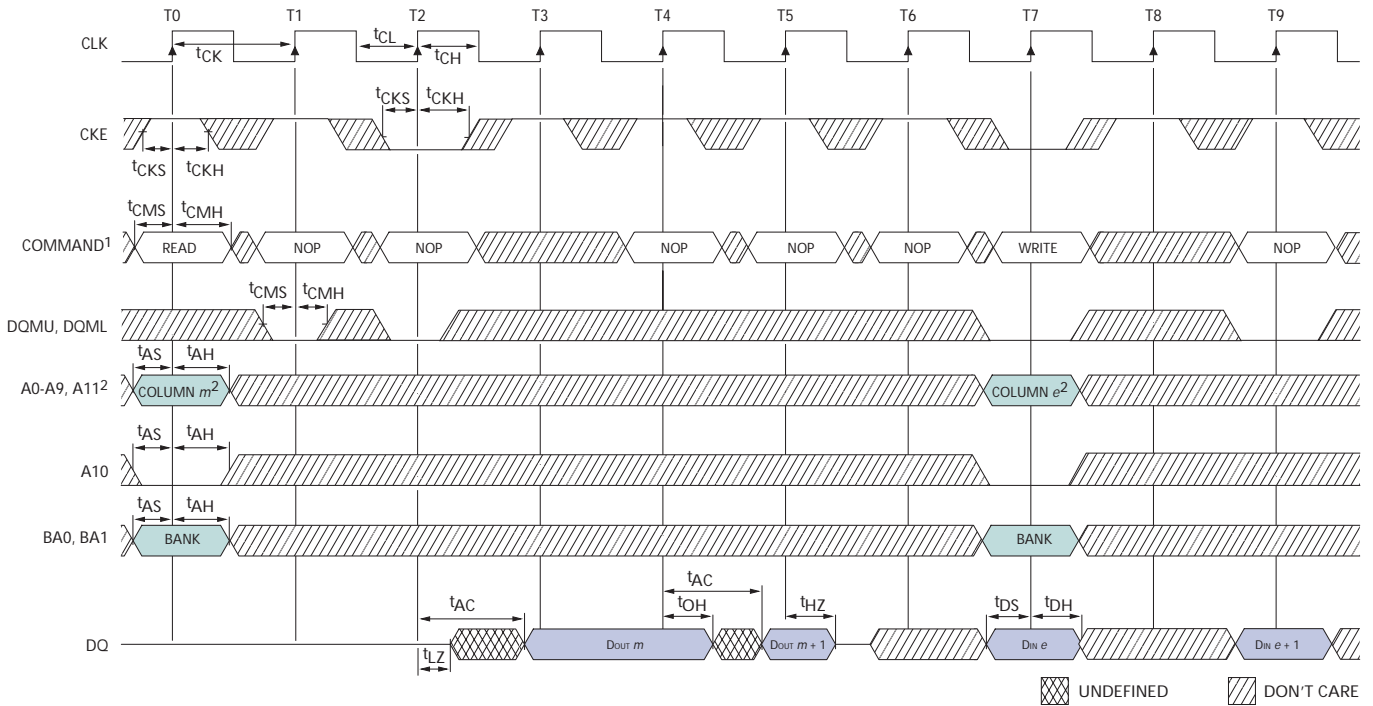 T0 T1 T2 T3 T4 T5 T6 T7 T8 T9
CLK
tCK tCL tCH
tCKS tCKH
CKE
tCKS tCKH
tCMS tCMH
COMMAND1 READ NOP NOP NOP NOP NOP WRITE NOP
tCMS tCMH
DQMU, DQML
tAS tAH
A0-A9, A112 COLUMN m2 COLUMN e2
tAS tAH
A10
tAS tAH
BA0, BA1 BANK BANK
tAC tAC tOH tHZ tDS tDH
DQ DOUT m DOUT m + 1 DIN e DIN e + 1
tLZ
UNDEFINED DON'T CARE